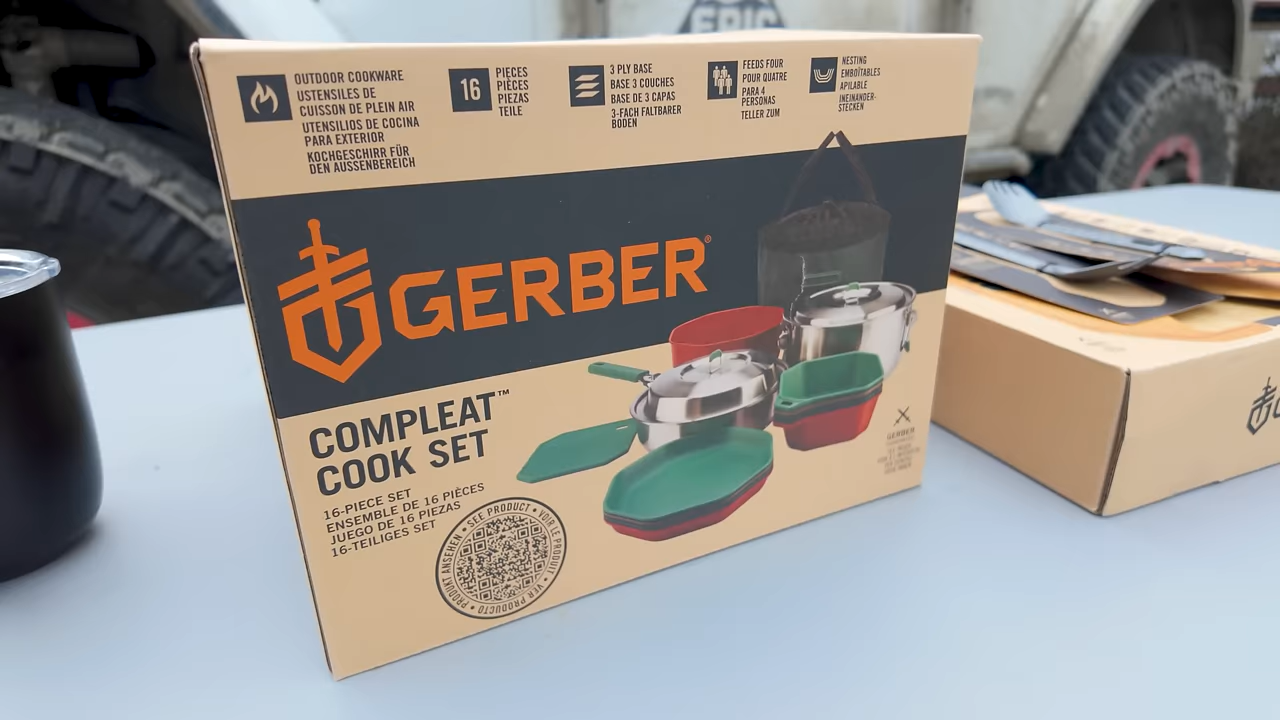 EPIC
OUTDOOR COOKWARE
USTENSILES DE
CUISSON DE PLEIN AIR
UTENSILIOS DE COCINA
PARA EXTERIOR
KOCHGESCHIRR FÜR
DEN AUSSENBEREICH
16
PIECES
PIÈCES
PIEZAS
TEILE
3 PLY BASE
BASE 3 COUCHES
BASE DE 3 CAPAS
3-FACH FALTBARER
BODEN
FEEDS FOUR
POUR QUATRE
PARA 4
PERSONAS
TELLER ZUM
NESTING
EMBOÎTABLES
APILABLE
INEINANDER-
STECKEN
GERBER®
COMPLEAT™
COOK SET
16-PIECE SET
ENSEMBLE DE 16 PIÈCES
JUEGO DE 16 PIEZAS
16-TEILIGES SET
SEE PRODUCT • VOIR LE PRODUIT • VER PRODUCTO • PRODUKT ANSEHEN •
GERBER